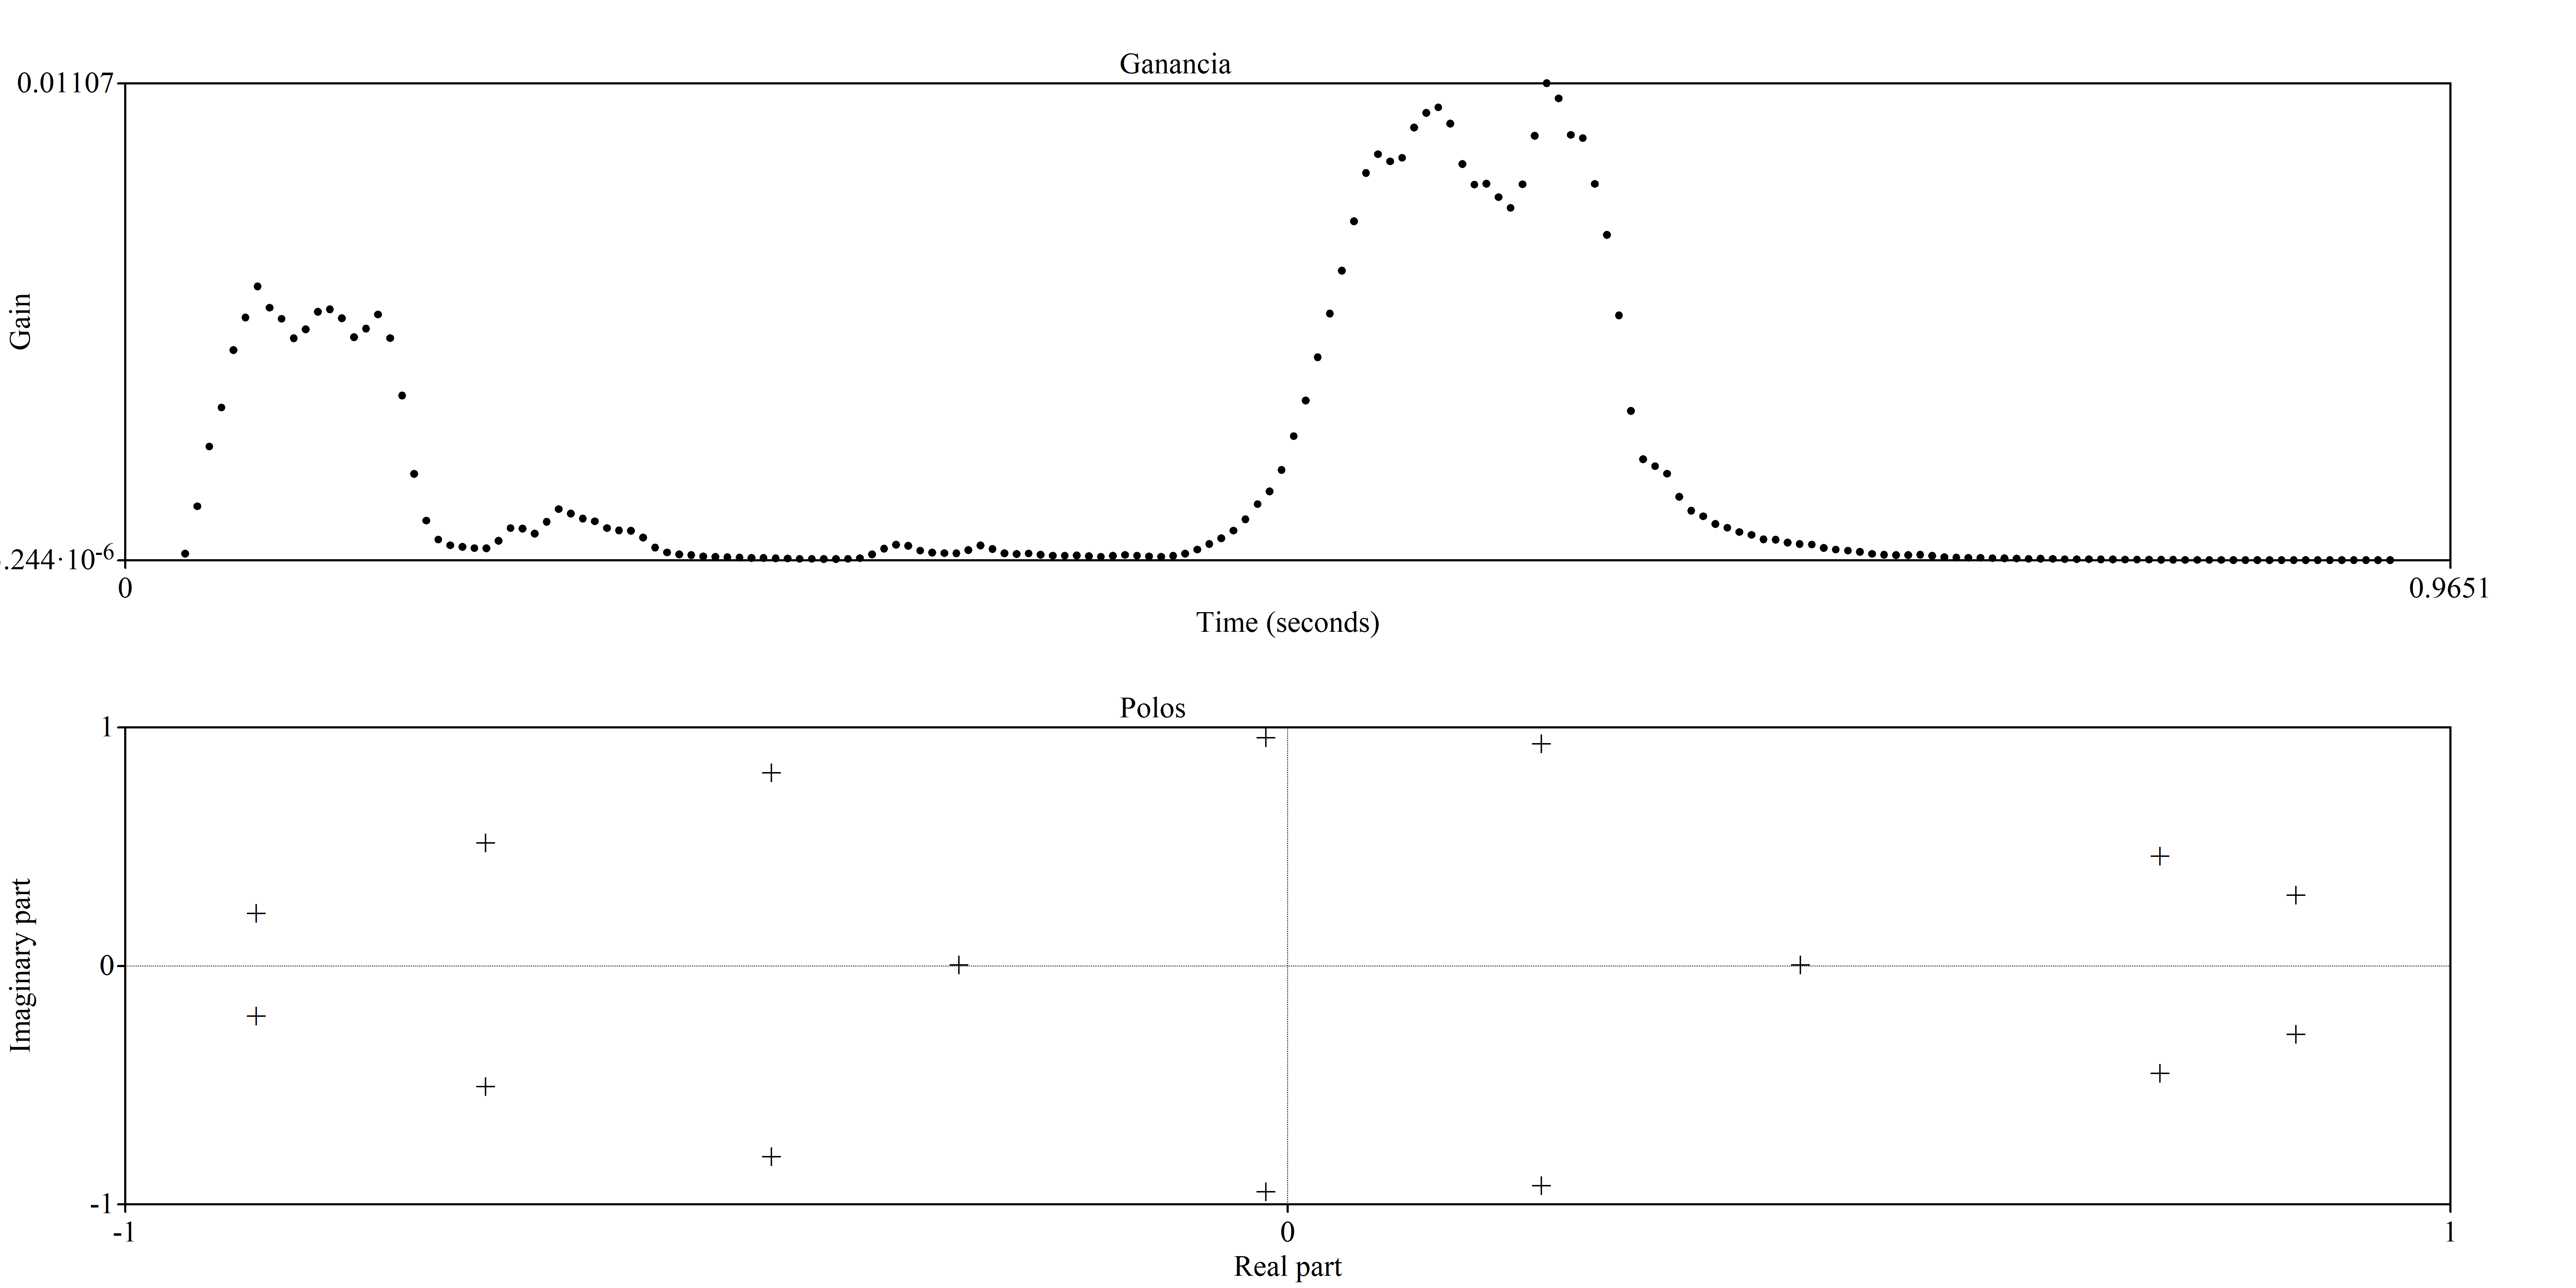 Ganancia
0.01107
Gain
.244·10-6
0
0.9651
Time (seconds)
Polos
1
Imaginary part
0
-1
-1
0
1
Real part